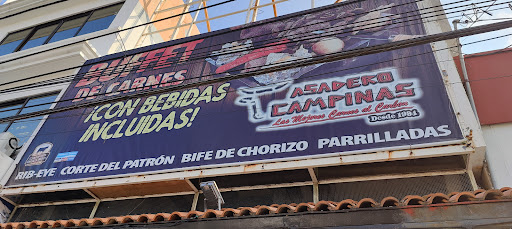 BUFFET
DE CARNES
¡CON BEBIDAS
INCLUIDAS!
ASADERO
CAMPINAS
Las Mejores Carnes al Carbón
Desde 1984
RIB-EYE CORTE DEL PATRÓN BIFE DE CHORIZO PARRILLADAS